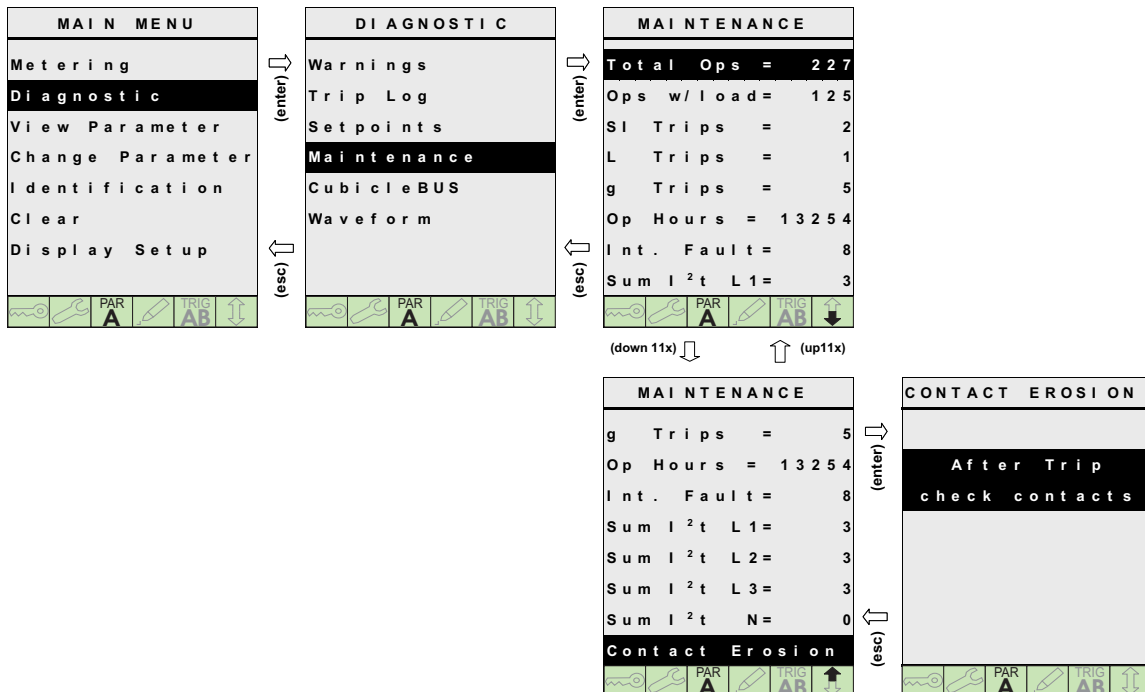 MAIN MENU
Metering
Diagnostic
View Parameter
Change Parameter
Identification
Clear
Display Setup
PAR
A
TRIG
AB
(enter)
(esc)
DIAGNOSTIC
Warnings
Trip Log
Setpoints
Maintenance
CubicleBUS
Waveform
PAR
A
TRIG
AB
(enter)
(esc)
MAINTENANCE
Total Ops = 227
Ops w/load= 125
SI Trips = 2
L Trips = 1
g Trips = 5
Op Hours = 13254
Int. Fault= 8
Sum I²t L1= 3
PAR
A
TRIG
AB
(down 11x)
(up11x)
MAINTENANCE
g Trips = 5
Op Hours = 13254
Int. Fault= 8
Sum I²t L1= 3
Sum I²t L2= 3
Sum I²t L3= 3
Sum I²t N= 0
Contact Erosion
PAR
A
TRIG
AB
(enter)
(esc)
CONTACT EROSION
After Trip
check contacts
PAR
A
TRIG
AB